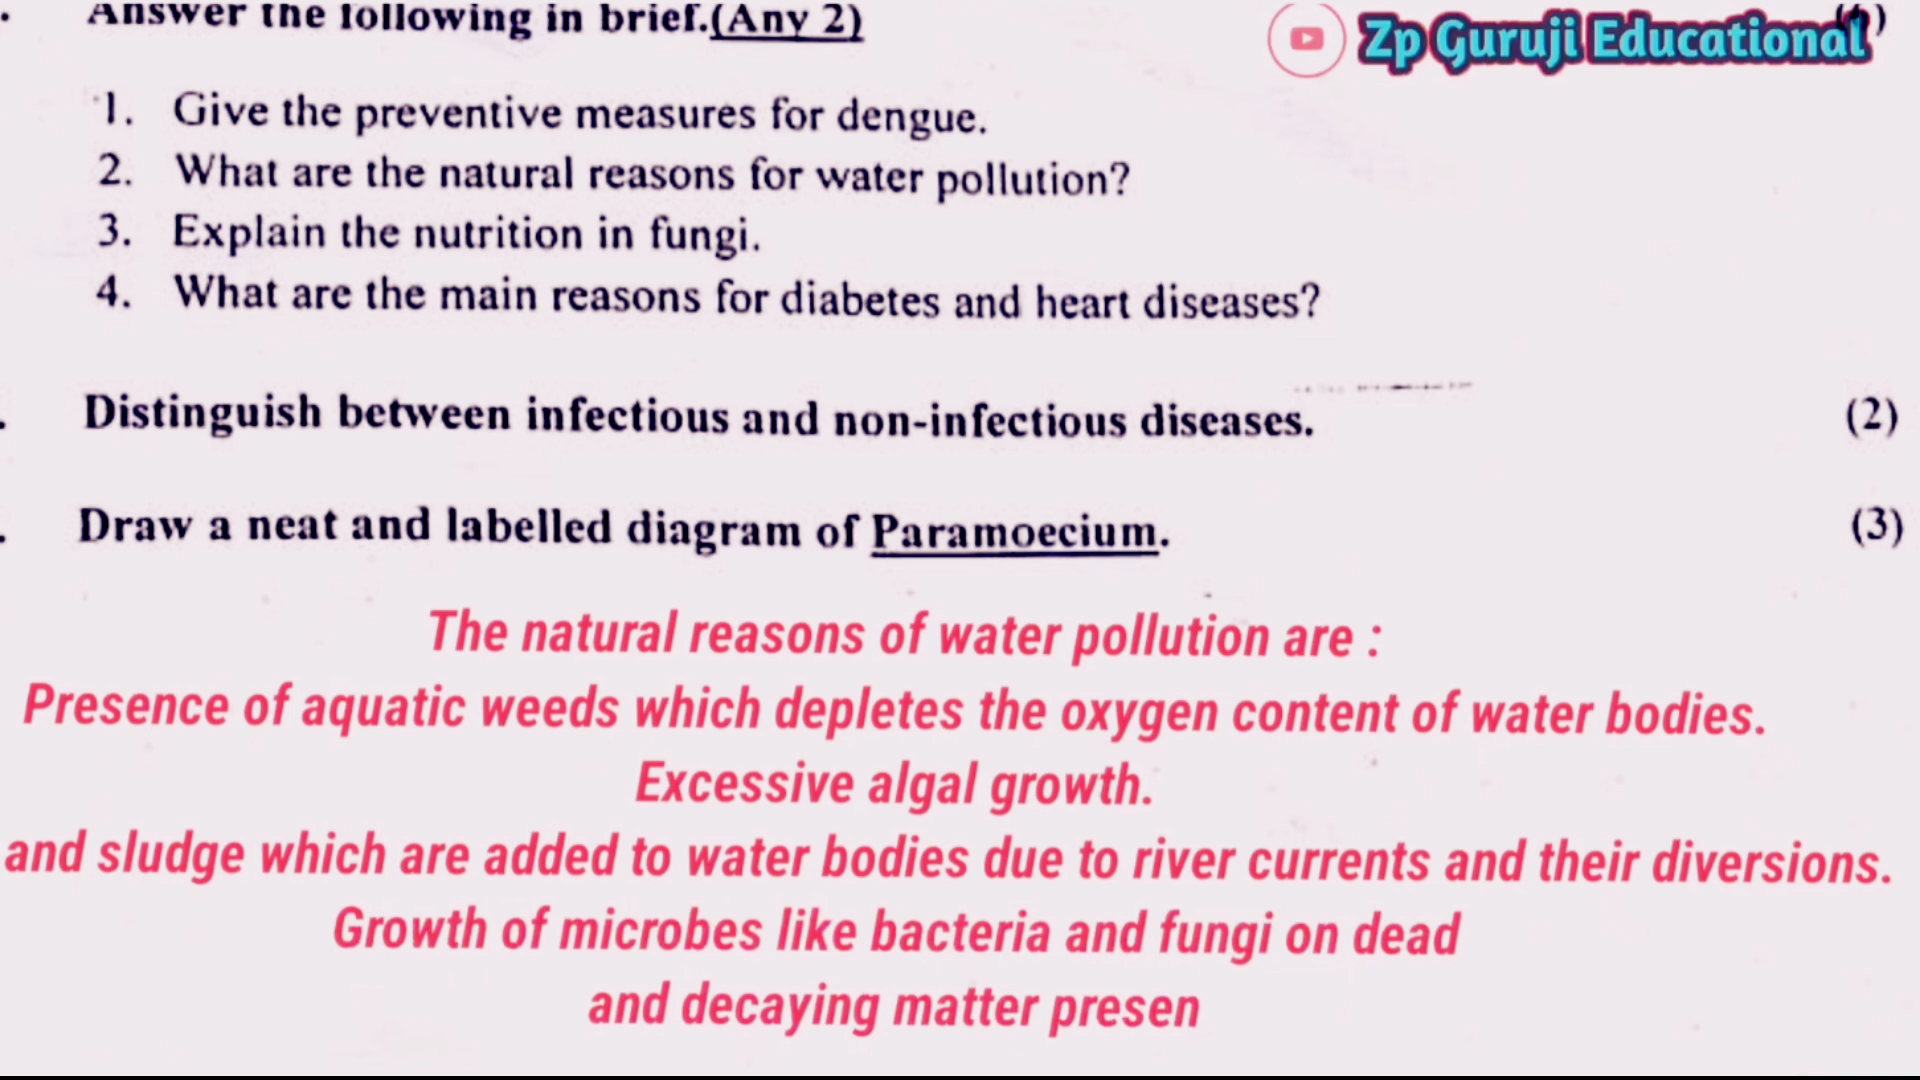 Answer the following in brief.(Any 2)
Zp Guruji Educational
1. Give the preventive measures for dengue.
2. What are the natural reasons for water pollution?
3. Explain the nutrition in fungi.
4. What are the main reasons for diabetes and heart diseases?
Distinguish between infectious and non-infectious diseases. (2)
Draw a neat and labelled diagram of Paramoecium. (3)
The natural reasons of water pollution are :
Presence of aquatic weeds which depletes the oxygen content of water bodies.
Excessive algal growth.
and sludge which are added to water bodies due to river currents and their diversions.
Growth of microbes like bacteria and fungi on dead
and decaying matter presen